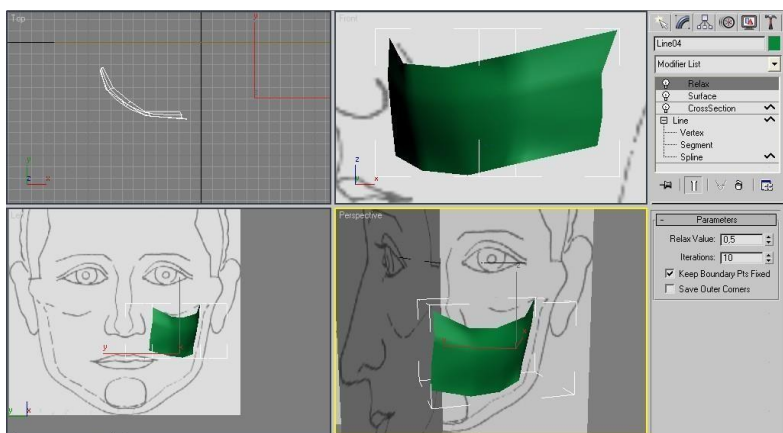 Top
Front
Line04
Modifier List
Relax
Surface
CrossSection
Line
Vertex
Segment
Spline
Perspective
Parameters
Relax Value: 0,5
Iterations: 10
Keep Boundary Pts Fixed
Save Outer Corners
y
x
z
x
y
z
x
y
x
y
x